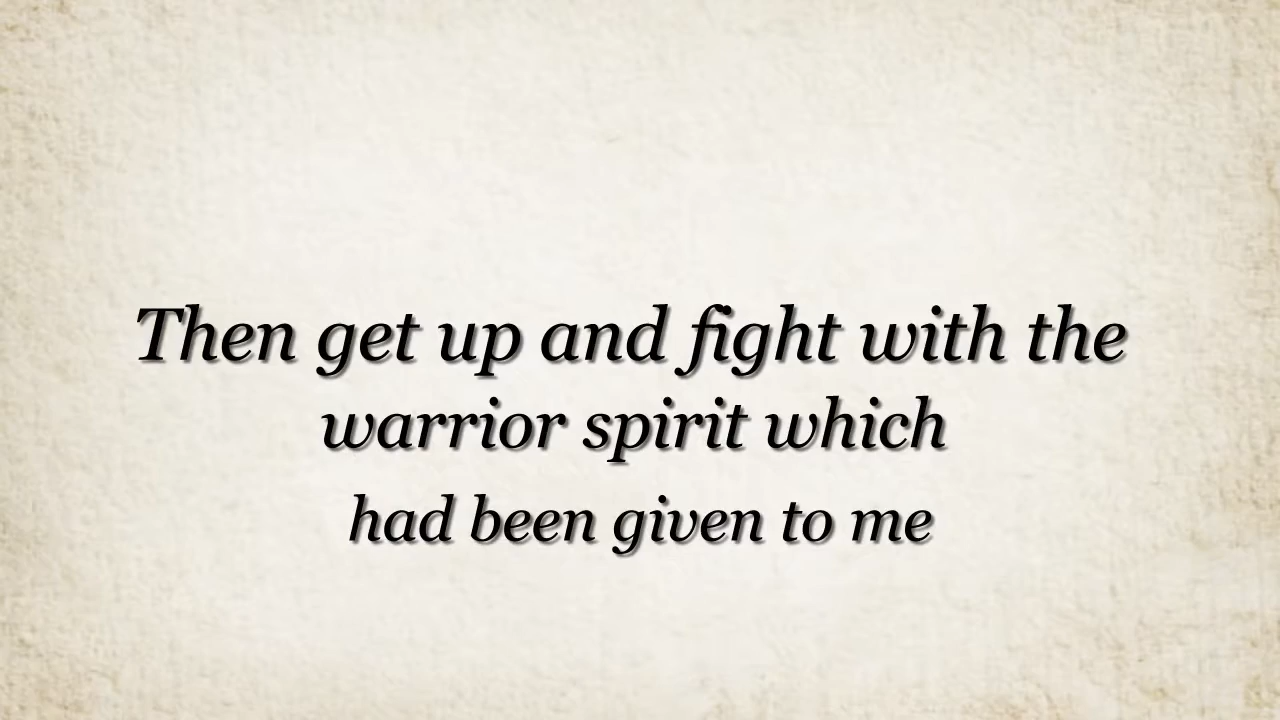 Then get up and fight with the
warrior spirit which
had been given to me